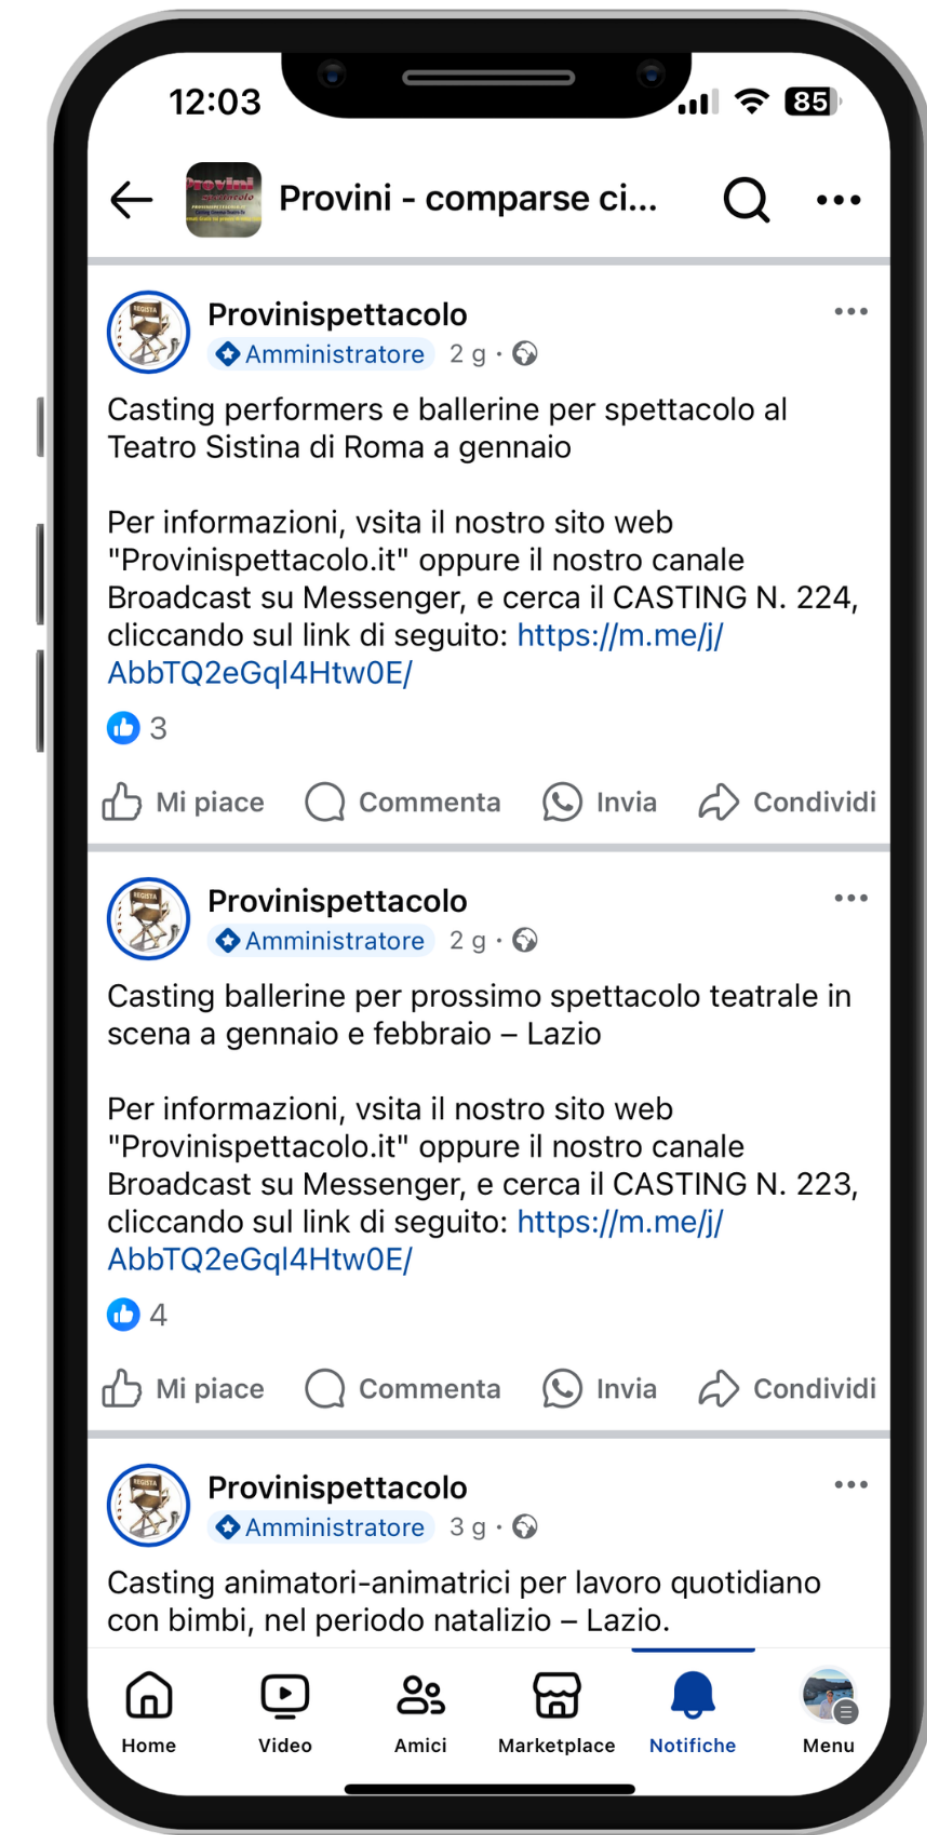 12:03
85
Provini
Spettacolo
Provini - comparse ci...
REGISTA
Provinispettacolo
Amministratore 2 g ·
Casting performers e ballerine per spettacolo al
Teatro Sistina di Roma a gennaio
Per informazioni, vsita il nostro sito web
"Provinispettacolo.it" oppure il nostro canale
Broadcast su Messenger, e cerca il CASTING N. 224,
cliccando sul link di seguito: https://m.me/j/
AbbTQ2eGql4Htw0E/
3
Mi piace Commenta Invia Condividi
REGISTA
Provinispettacolo
Amministratore 2 g ·
Casting ballerine per prossimo spettacolo teatrale in
scena a gennaio e febbraio – Lazio
Per informazioni, vsita il nostro sito web
"Provinispettacolo.it" oppure il nostro canale
Broadcast su Messenger, e cerca il CASTING N. 223,
cliccando sul link di seguito: https://m.me/j/
AbbTQ2eGql4Htw0E/
4
Mi piace Commenta Invia Condividi
REGISTA
Provinispettacolo
Amministratore 3 g ·
Casting animatori-animatrici per lavoro quotidiano
con bimbi, nel periodo natalizio – Lazio.
Home Video Amici Marketplace Notifiche Menu